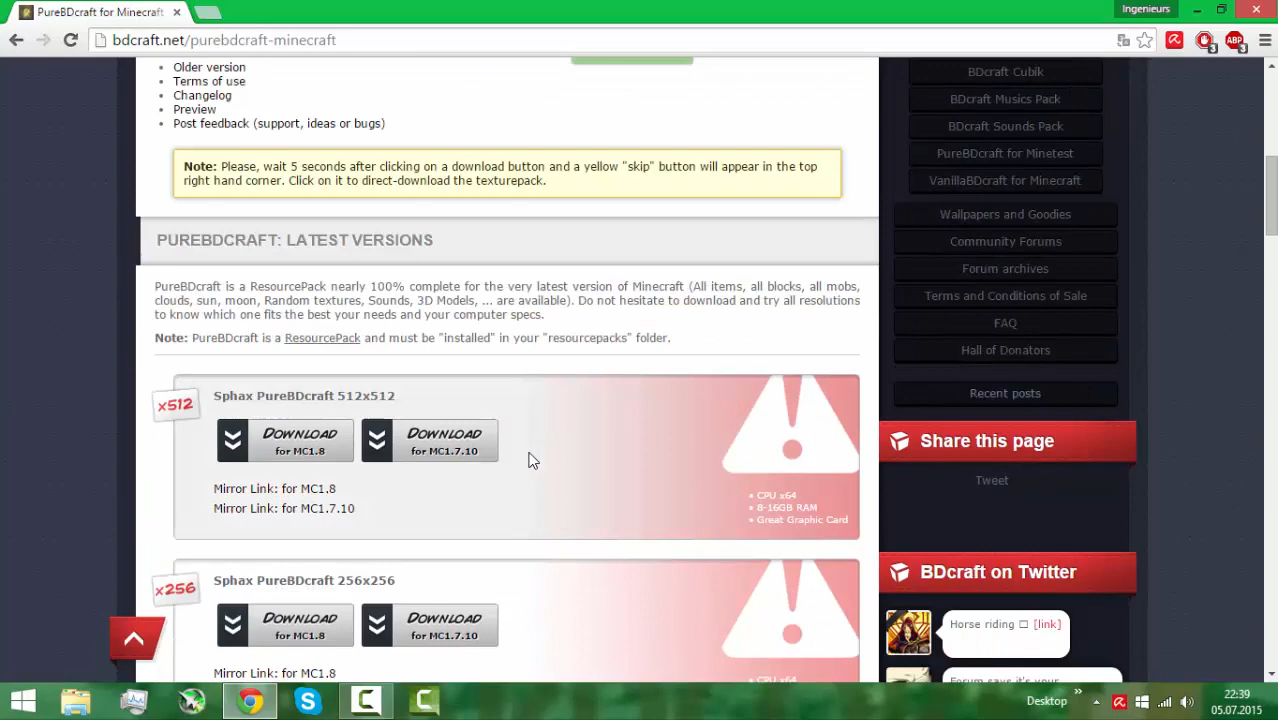 PureBDcraft for Minecraft
Ingenieurs
bdcraft.net/purebdcraft-minecraft
3
ABP
3
Older version
Terms of use
Changelog
Preview
Post feedback (support, ideas or bugs)
Note: Please, wait 5 seconds after clicking on a download button and a yellow "skip" button will appear in the top
right hand corner. Click on it to direct-download the texturepack.
PUREBDCRAFT: LATEST VERSIONS
PureBDcraft is a ResourcePack nearly 100% complete for the very latest version of Minecraft (All items, all blocks, all mobs,
clouds, sun, moon, Random textures, Sounds, 3D Models, ... are available). Do not hesitate to download and try all resolutions
to know which one fits the best your needs and your computer specs.
Note: PureBDcraft is a ResourcePack and must be "installed" in your "resourcepacks" folder.
x512
Sphax PureBDcraft 512x512
Download
for MC1.8
Download
for MC1.7.10
Mirror Link: for MC1.8
Mirror Link: for MC1.7.10
CPU x64
8-16GB RAM
Great Graphic Card
x256
Sphax PureBDcraft 256x256
Download
for MC1.8
Download
for MC1.7.10
Mirror Link: for MC1.8
CPU x64
BDcraft Cubik
BDcraft Musics Pack
BDcraft Sounds Pack
PureBDcraft for Minetest
VanillaBDcraft for Minecraft
Wallpapers and Goodies
Community Forums
Forum archives
Terms and Conditions of Sale
FAQ
Hall of Donators
Recent posts
Share this page
Tweet
BDcraft on Twitter
Horse riding □ [link]
Forum says it's your
Desktop
22:39
05.07.2015